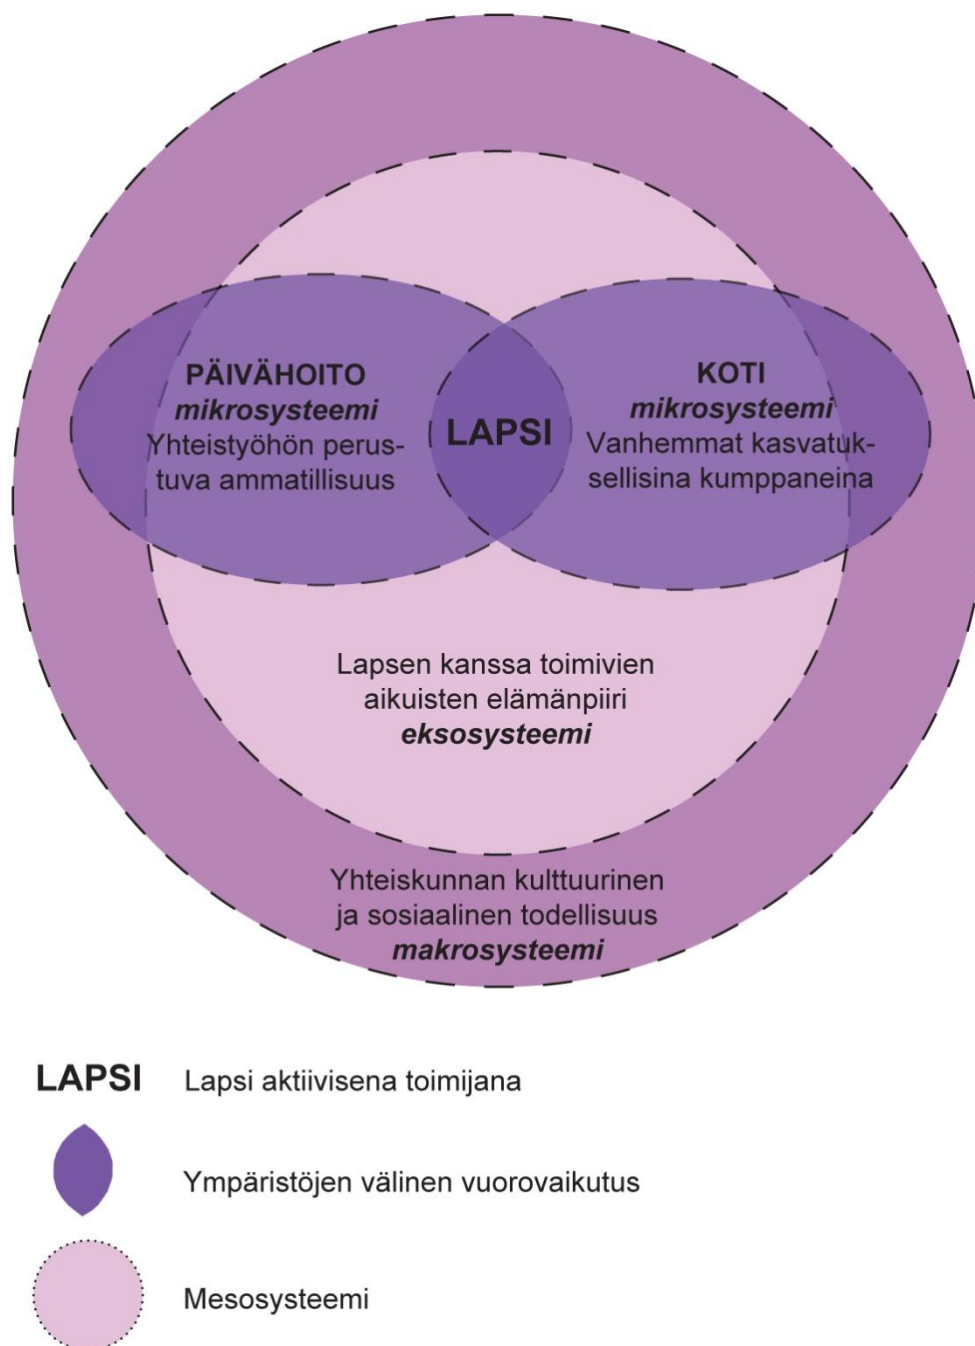 PÄIVÄHOITO
mikrosysteemi
Yhteistyöhön perus-
tuva ammatillisuus
LAPSI
KOTI
mikrosysteemi
Vanhemmat kasvatuk-
sellisina kumppaneina
Lapsen kanssa toimivien
aikuisten elämänpiiri
eksosysteemi
Yhteiskunnan kulttuurinen
ja sosiaalinen todellisuus
makrosysteemi
LAPSI Lapsi aktiivisena toimijana
Ympäristöjen välinen vuorovaikutus
Mesosysteemi